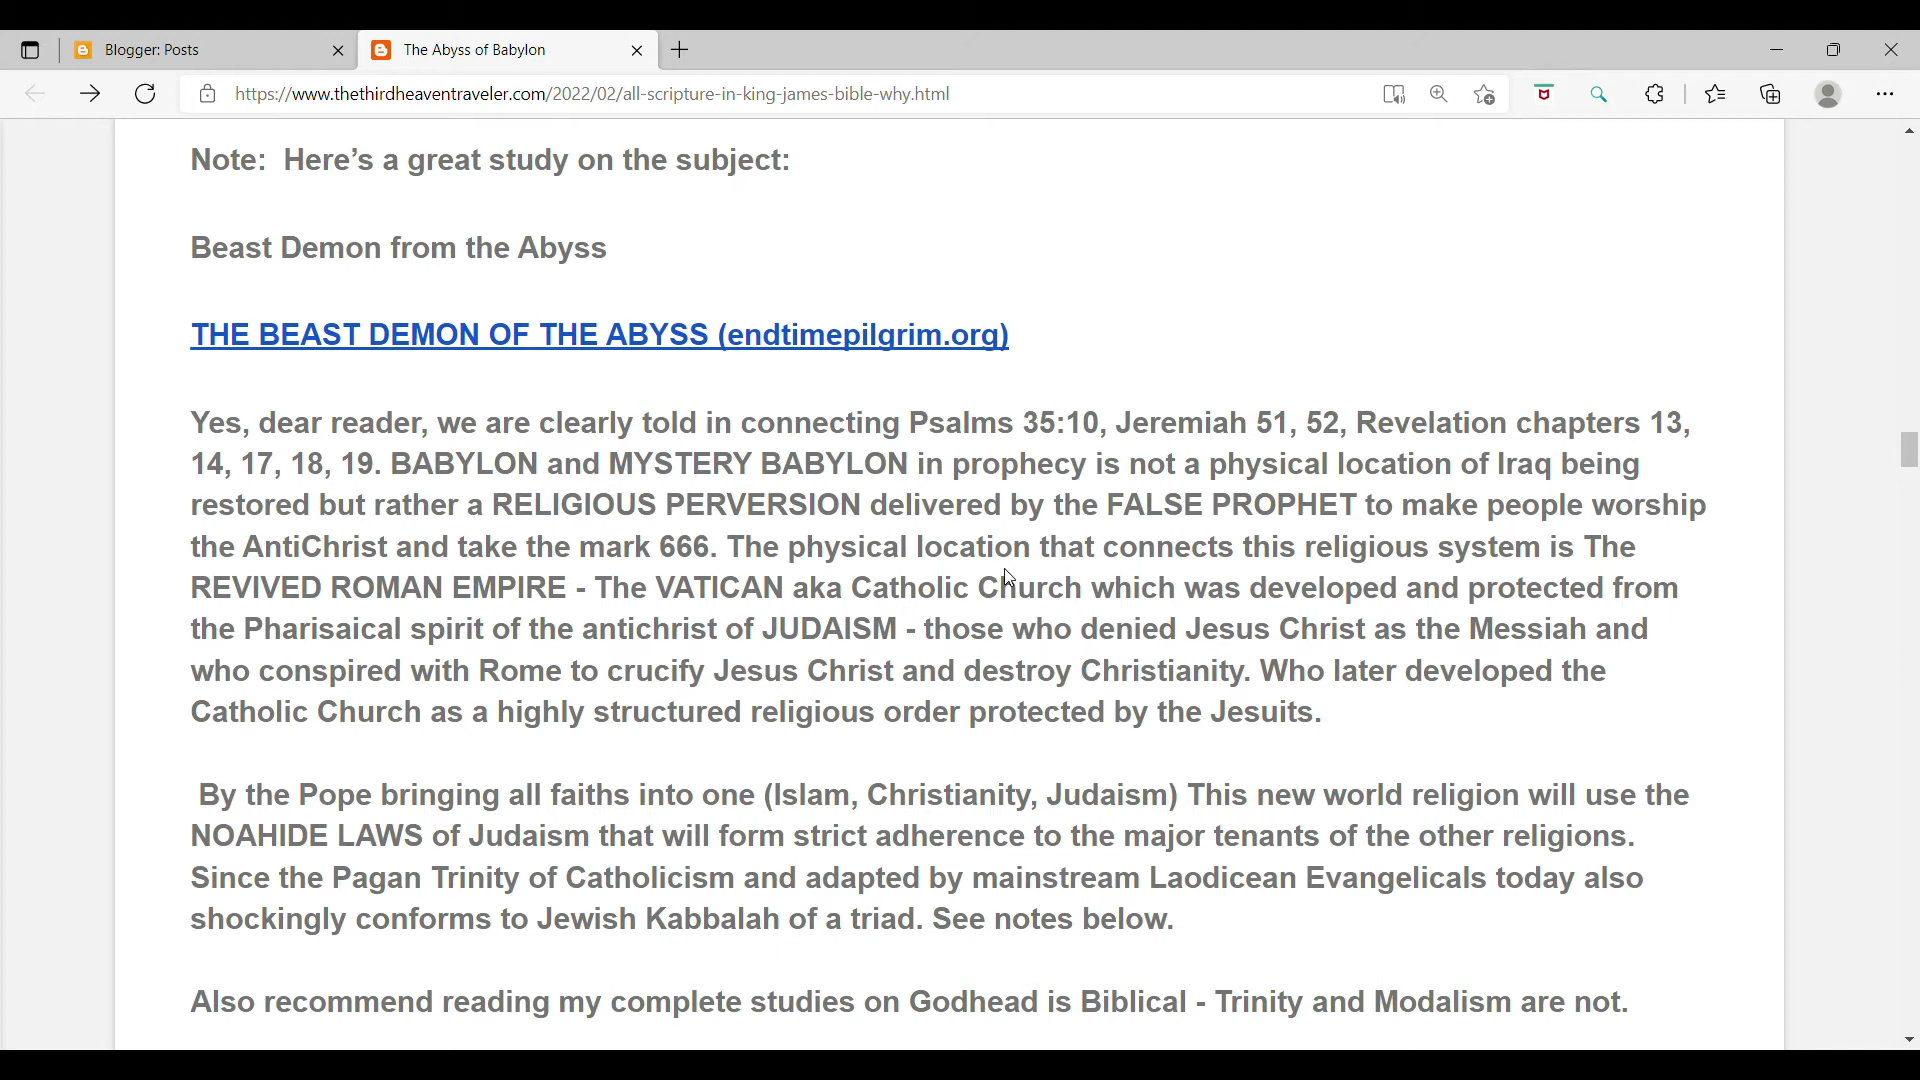 Blogger: Posts
The Abyss of Babylon
https://www.thethirdheaventraveler.com/2022/02/all-scripture-in-king-james-bible-why.html
Note:  Here’s a great study on the subject:
Beast Demon from the Abyss
THE BEAST DEMON OF THE ABYSS (endtimepilgrim.org)
Yes, dear reader, we are clearly told in connecting Psalms 35:10, Jeremiah 51, 52, Revelation chapters 13,
14, 17, 18, 19. BABYLON and MYSTERY BABYLON in prophecy is not a physical location of Iraq being
restored but rather a RELIGIOUS PERVERSION delivered by the FALSE PROPHET to make people worship
the AntiChrist and take the mark 666. The physical location that connects this religious system is The
REVIVED ROMAN EMPIRE - The VATICAN aka Catholic Church which was developed and protected from
the Pharisaical spirit of the antichrist of JUDAISM - those who denied Jesus Christ as the Messiah and
who conspired with Rome to crucify Jesus Christ and destroy Christianity. Who later developed the
Catholic Church as a highly structured religious order protected by the Jesuits.
By the Pope bringing all faiths into one (Islam, Christianity, Judaism) This new world religion will use the
NOAHIDE LAWS of Judaism that will form strict adherence to the major tenants of the other religions.
Since the Pagan Trinity of Catholicism and adapted by mainstream Laodicean Evangelicals today also
shockingly conforms to Jewish Kabbalah of a triad. See notes below.
Also recommend reading my complete studies on Godhead is Biblical - Trinity and Modalism are not.